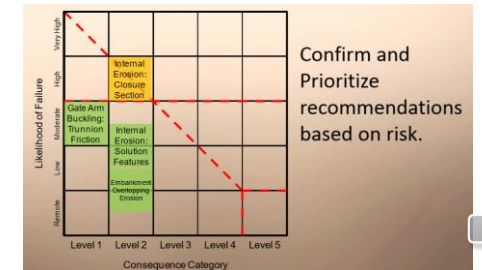 Very High
High
Moderate
Low
Remote
Likelihood of Failure
Internal
Erosion:
Closure
Section
Gate Arm
Buckling:
Trunnion
Friction
Internal
Erosion:
Solution
Features
Embankment
Overtopping
Erosion
Level 1
Level 2
Level 3
Level 4
Level 5
Consequence Category
Confirm and
Prioritize
recommendations
based on risk.